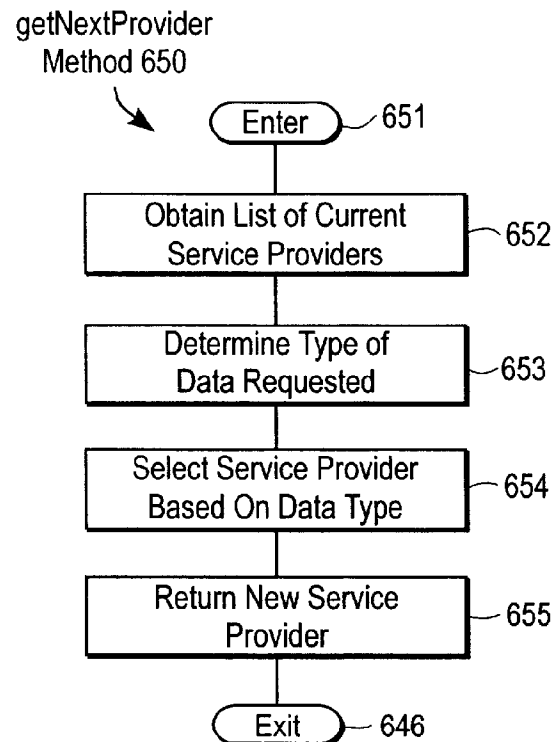 getNextProvider
Method 650
Enter
651
Obtain List of Current
Service Providers
652
Determine Type of
Data Requested
653
Select Service Provider
Based On Data Type
654
Return New Service
Provider
655
Exit
646